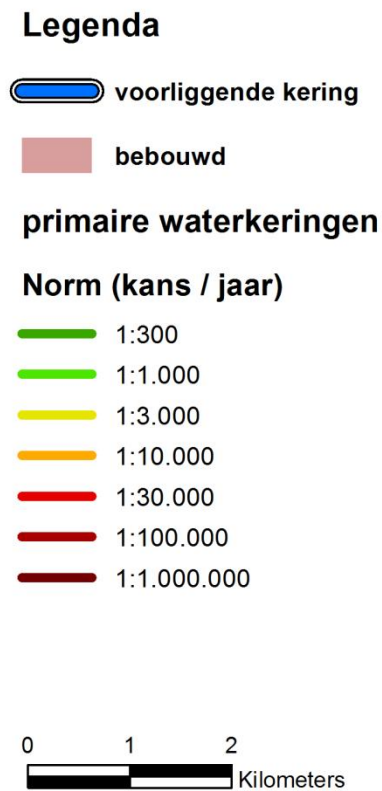 Legenda
voorliggende kering
bebouwd
primaire waterkeringen
Norm (kans / jaar)
1:300
1:1.000
1:3.000
1:10.000
1:30.000
1:100.000
1:1.000.000
0 1 2
Kilometers